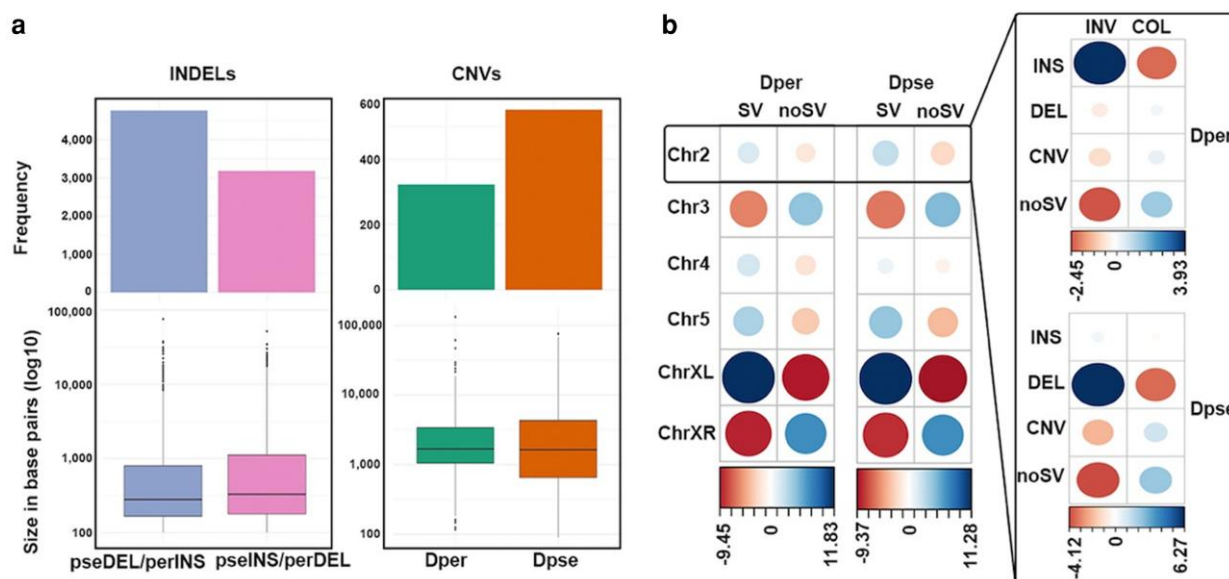 a
INDELs
CNVs
Frequency
4,000
3,000
2,000
1,000
0
600
400
200
0
Size in base pairs (log10)
100,000
10,000
1,000
100
100,000
10,000
1,000
100
pseDEL/perINS
pseINS/perDEL
Dper
Dpse
b
Dper
Dpse
SV noSV
SV noSV
Chr2
Chr3
Chr4
Chr5
ChrXL
ChrXR
-9.45
0
11.83
-9.37
0
11.28
INV COL
INS
DEL
CNV
noSV
Dper
-2.45
0
3.93
INS
DEL
CNV
noSV
Dpse
-4.12
0
6.27